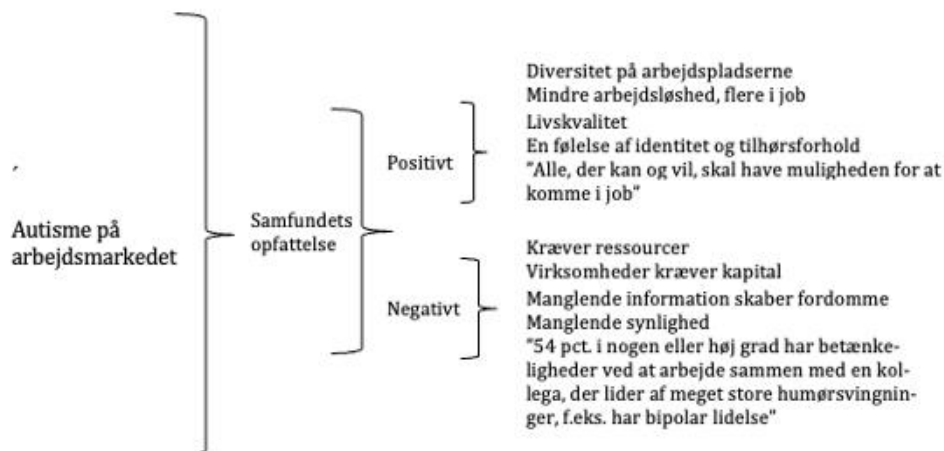 Autisme på
arbejdsmarkedet
Samfundets
opfattelse
Positivt
Diversitet på arbejdspladserne
Mindre arbejdsløshed, flere i job
Livskvalitet
En følelse af identitet og tilhørsforhold
"Alle, der kan og vil, skal have muligheden for at
komme i job"
Negativt
Kræver ressourcer
Virksomheder kræver kapital
Manglende information skaber fordomme
Manglende synlighed
"54 pct. i nogen eller høj grad har betænke-
ligheder ved at arbejde sammen med en kol-
lega, der lider af meget store humørsvingnin-
ger, f.eks. har bipolar lidelse"